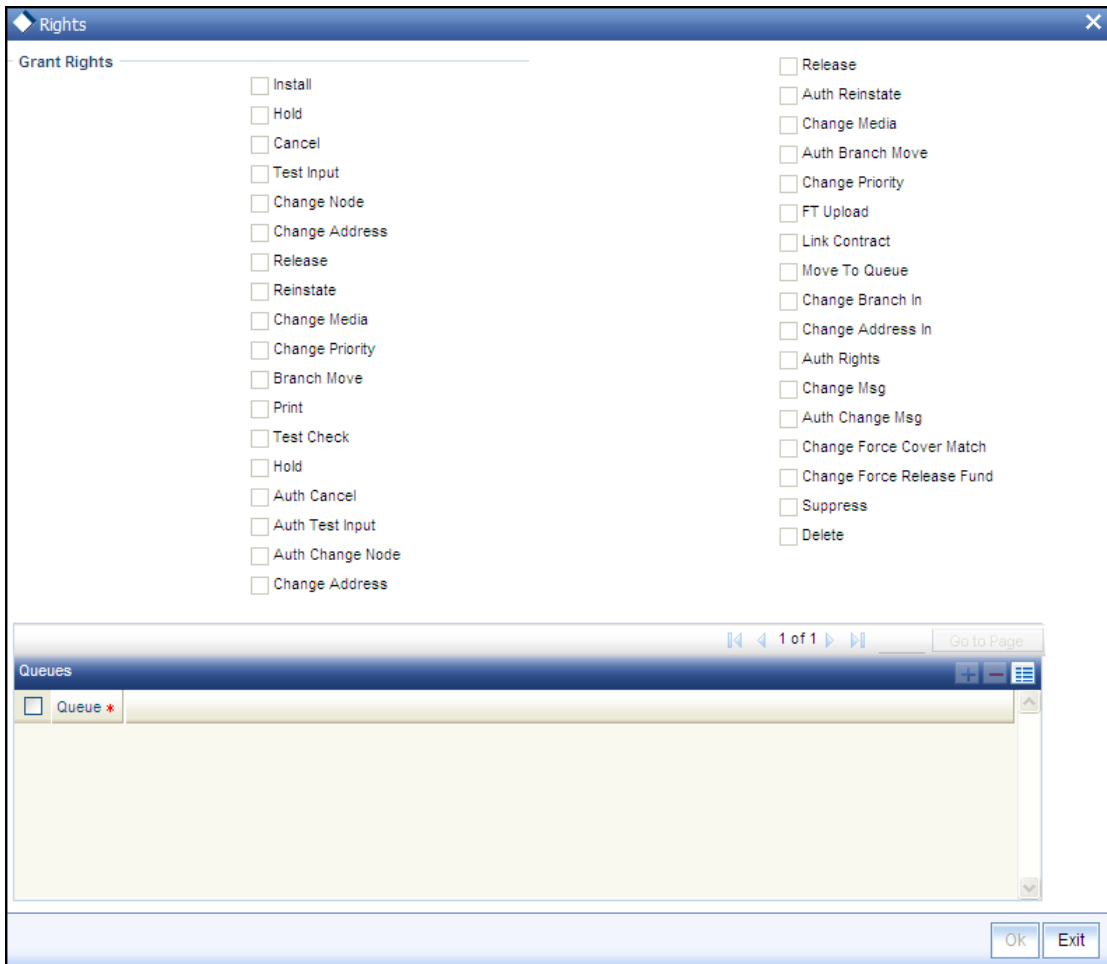 Rights
Grant Rights
Install
Hold
Cancel
Test Input
Change Node
Change Address
Release
Reinstate
Change Media
Change Priority
Branch Move
Print
Test Check
Hold
Auth Cancel
Auth Test Input
Auth Change Node
Change Address
Release
Auth Reinstate
Change Media
Auth Branch Move
Change Priority
FT Upload
Link Contract
Move To Queue
Change Branch In
Change Address In
Auth Rights
Change Msg
Auth Change Msg
Change Force Cover Match
Change Force Release Fund
Suppress
Delete
1 of 1 Go to Page
Queues
Queue *
Ok Exit